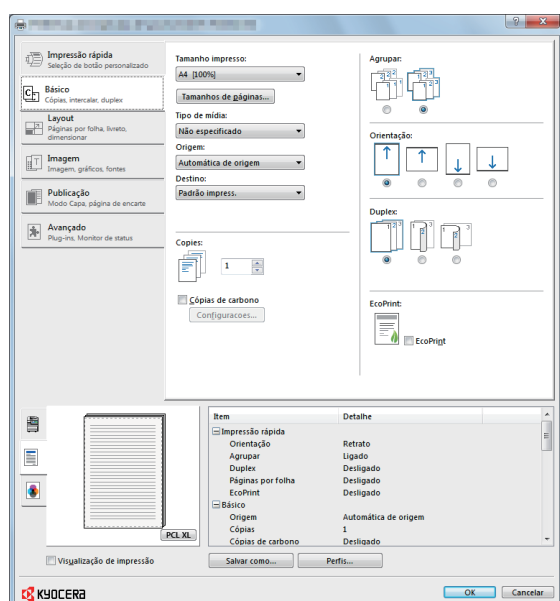 Impressão rápida
Seleção de botão personalizado
Básico
Cópias, intercalar, duplex
Layout
Páginas por folha, livreto,
dimensionar
Imagem
Imagem, gráficos, fontes
Publicação
Modo Capa, página de encarte
Avançado
Plug-ins, Monitor de status
Tamanho impresso:
A4 [100%]
Tamanhos de páginas...
Tipo de mídia:
Não especificado
Origem:
Automática de origem
Destino:
Padrão impress.
Copies:
1
Cópias de carbono
Configuracoes...
Agrupar:
Orientação:
Duplex:
EcoPrint:
EcoPrint
Item Detalhe
Impressão rápida
Orientação Retrato
Agrupar Ligado
Duplex Desligado
Páginas por folha Desligado
EcoPrint Desligado
Básico
Origem Automática de origem
Cópias 1
Cópias de carbono Desligado
PCL XL
Visualização de impressão
Salvar como...
Perfis...
KYOCERA
OK
Cancelar